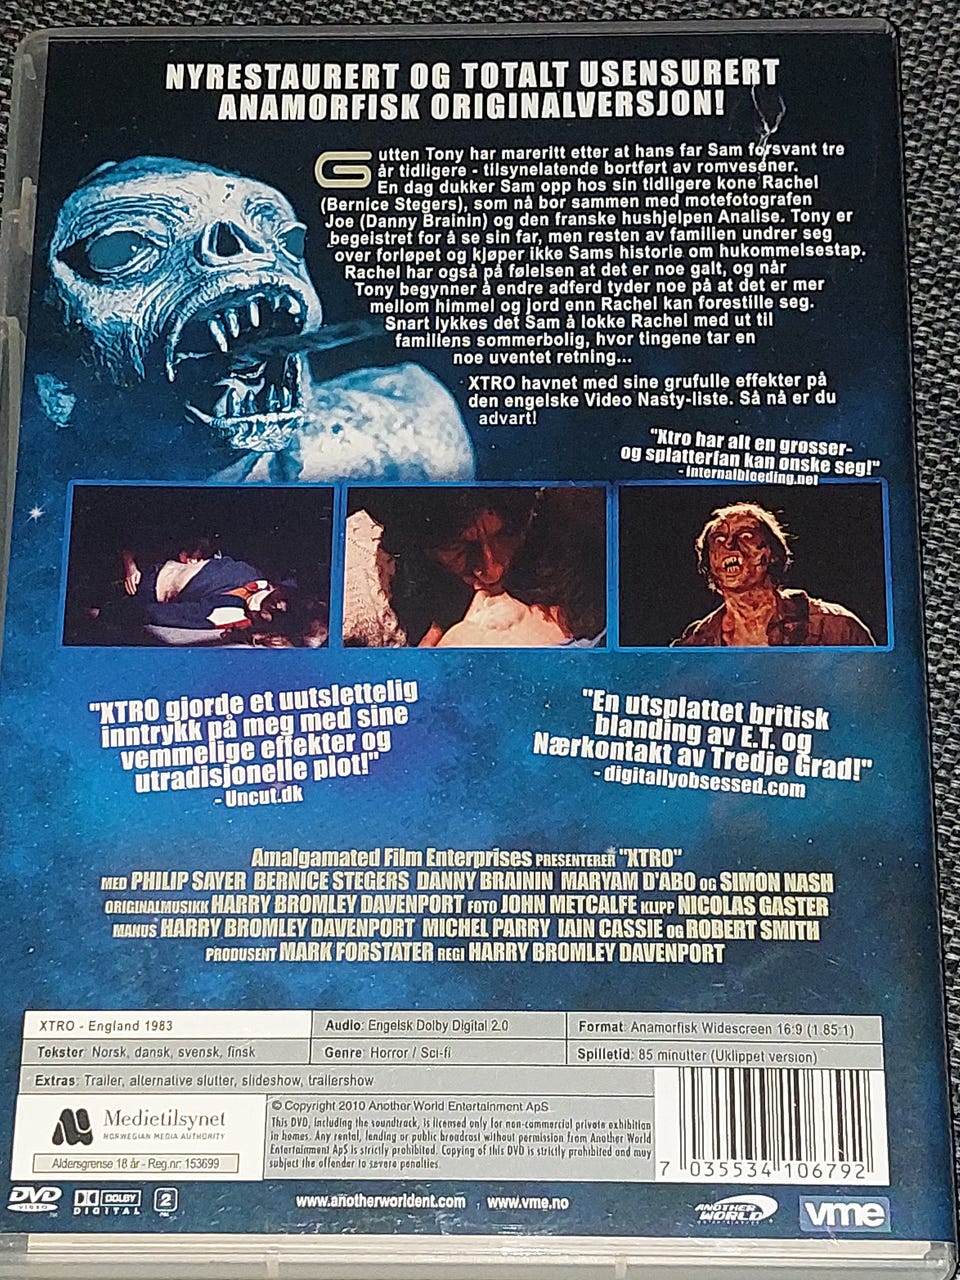 NYRESTAURERT OG TOTALT USENSURERT
ANAMORFISK ORIGINALVERSJON!
Gutten Tony har mareritt etter at hans far Sam forsvant tre
år tidligere - tilsynelatende bortført av romvesener.
En dag dukker Sam opp hos sin tidligere kone Rachel
(Bernice Stegers), som nå bor sammen med motefotografen
Joe (Danny Brainin) og den franske hushjelpen Analise. Tony er
begeistret for å se sin far, men resten av familien undrer seg
over forløpet og kjøper ikke Sams historie om hukommelsestap.
Rachel har også på følelsen at det er noe galt, og når
Tony begynner å endre adferd tyder noe på at det er mer
mellom himmel og jord enn Rachel kan forestille seg.
Snart lykkes det Sam å lokke Rachel med ut til
familiens sommerbolig, hvor tingene tar en
noe uventet retning...
XTRO havnet med sine grufulle effekter på
den engelske Video Nasty-liste. Så nå er du
advart!
"Xtro har alt en grøsser-
og splatterfan kan ønske seg!"
- internalbleeding.net
"XTRO gjorde et uutslettelig
inntrykk på meg med sine
vemmelige effekter og
utradisjonelle plot!"
- Uncut.dk
"En utsplattet britisk
blanding av E.T. og
Nærkontakt av Tredje Grad!"
- digitallyobsessed.com
Amalgamated Film Enterprises PRESENTERER "XTRO"
MED PHILIP SAYER BERNICE STEGERS DANNY BRAININ MARYAM D'ABO OG SIMON NASH
ORIGINALMUSIKK HARRY BROMLEY DAVENPORT FOTO JOHN METCALFE KLIPP NICOLAS GASTER
MANUS HARRY BROMLEY DAVENPORT MICHEL PARRY IAIN CASSIE OG ROBERT SMITH
PRODUSENT MARK FORSTATER REGI HARRY BROMLEY DAVENPORT
XTRO - England 1983
Audio: Engelsk Dolby Digital 2.0
Format: Anamorfisk Widescreen 16:9 (1.85:1)
Tekster: Norsk, dansk, svensk, finsk
Genre: Horror / Sci-fi
Spilletid: 85 minutter (Uklippet version)
Extras: Trailer, alternative slutter, slideshow, trailershow
Medietilsynet
NORWEGIAN MEDIA AUTHORITY
Aldersgrense 18 år - Reg.nr: 153699
© Copyright 2010 Another World Entertainment ApS
This DVD, including the soundtrack, is licensed only for non-commercial private exhibition
in homes. Any rental, lending or public broadcast without permission from Another World
Entertainment ApS is strictly prohibited. Copying of this DVD is strictly prohibited and may
subject the offender to severe penalties.
7 035534 106792
DVD VIDEO
DOLBY DIGITAL
2
www.anotherworldent.com
www.vme.no
ANOTHER WORLD
vme